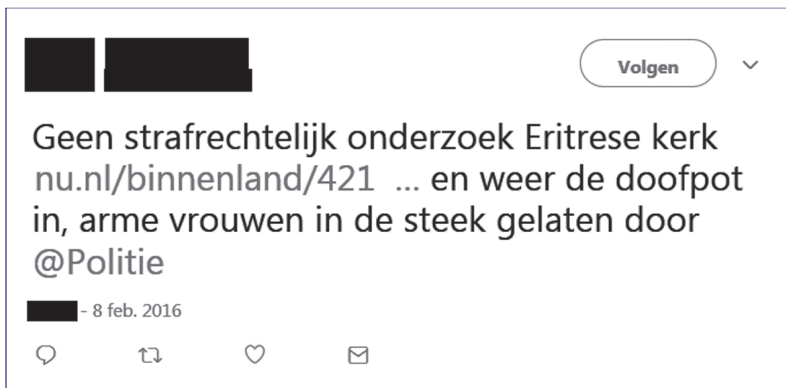 Volgen
Geen strafrechtelijk onderzoek Eritrese kerk
nu.nl/binnenland/421 ... en weer de doofpot
in, arme vrouwen in de steek gelaten door
@Politie
- 8 feb. 2016